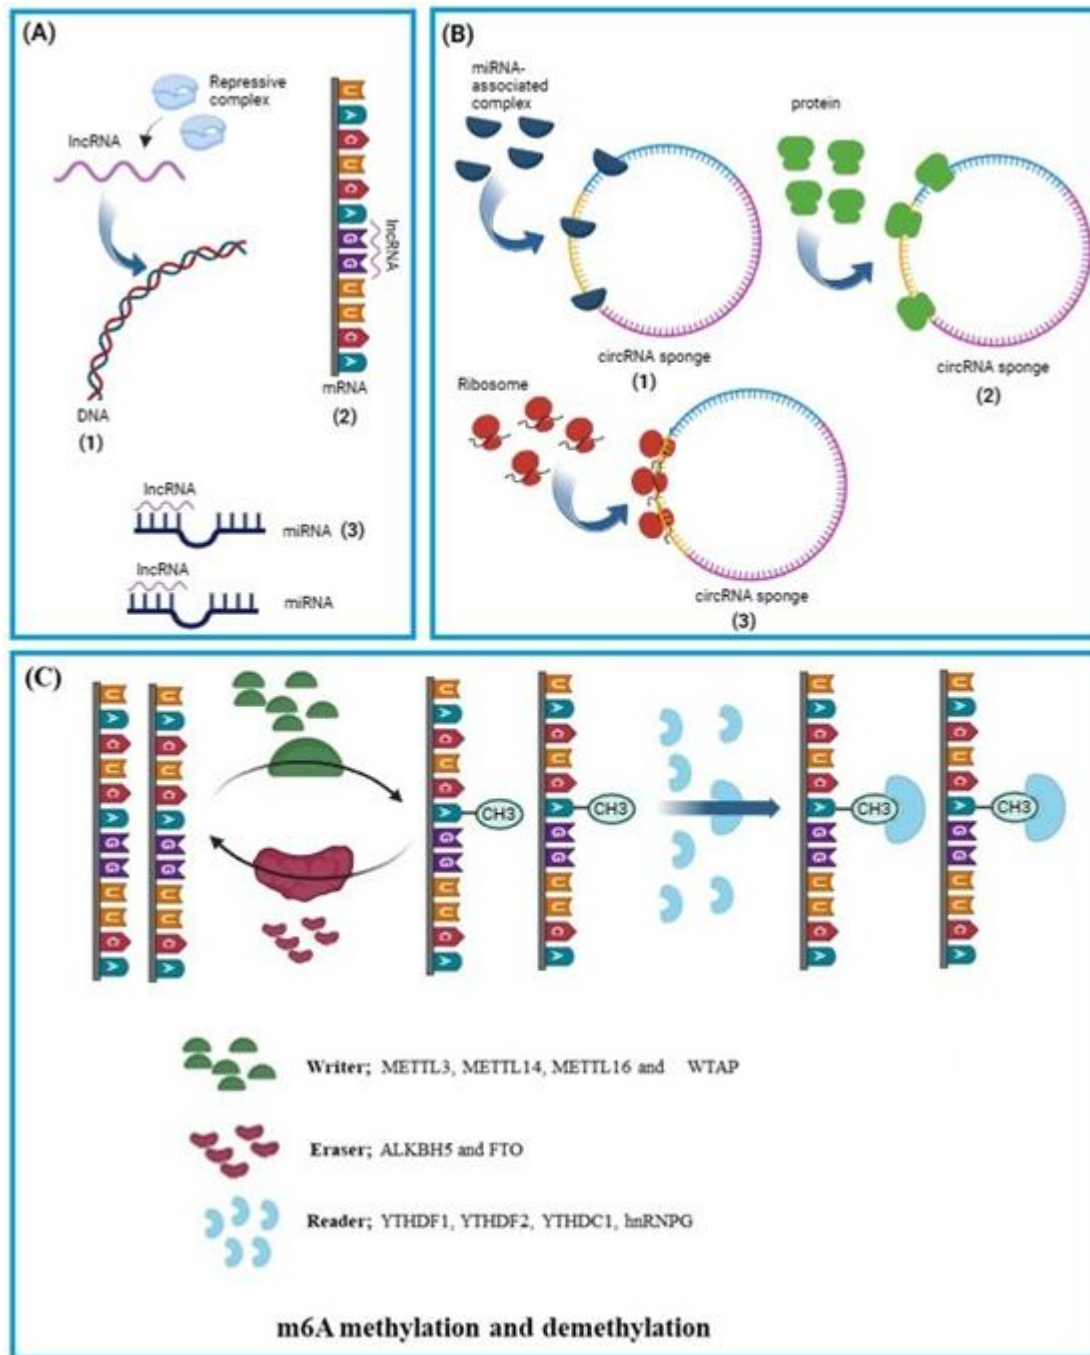 (A)
Repressive
complex
lncRNA
U
A
C
U
C
A
G
G
U
U
C
A
lncRNA
mRNA
(2)
DNA
(1)
lncRNA
miRNA (3)
lncRNA
miRNA
(B)
miRNA-
associated
complex
protein
circRNA sponge
(1)
circRNA sponge
(2)
Ribosome
circRNA sponge
(3)
(C)
U
A
C
U
C
A
G
G
U
U
C
A
U
A
C
U
C
A
G
G
U
U
C
A
U
A
C
U
C
A
CH3
G
G
U
U
C
A
U
A
C
U
C
A
CH3
G
G
U
U
C
A
U
A
C
U
C
A
CH3
G
G
U
U
C
A
U
A
C
U
C
A
CH3
G
G
U
U
C
A
Writer; METTL3, METTL14, METTL16 and WTAP
Eraser; ALKBH5 and FTO
Reader; YTHDF1, YTHDF2, YTHDC1, hnRNPG
m6A methylation and demethylation